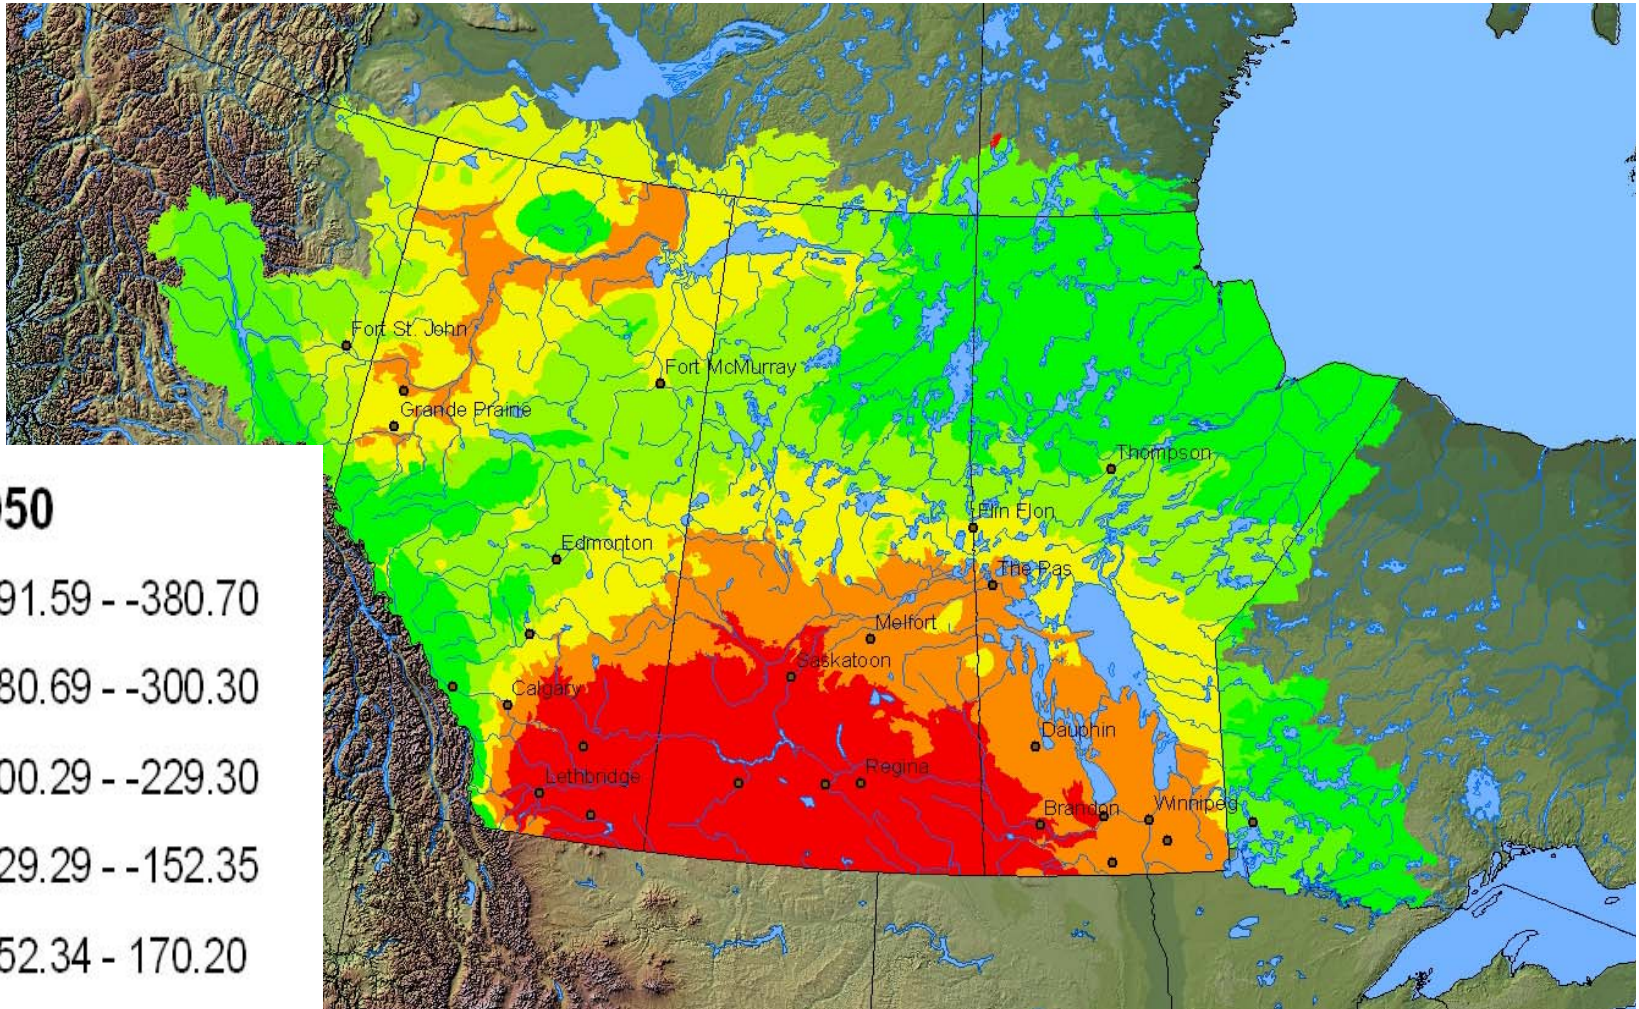 Fort St. John
Fort McMurray
Grande Praine
Thompson
Flin Flon
Edmonton
The Pas
Melfort
Saskatoon
Calgary
Dauphin
Lethbridge
Regina
Brandon
Winnipeg
50
91.59 - -380.70
80.69 - -300.30
00.29 - -229.30
29.29 - -152.35
52.34 - 170.20